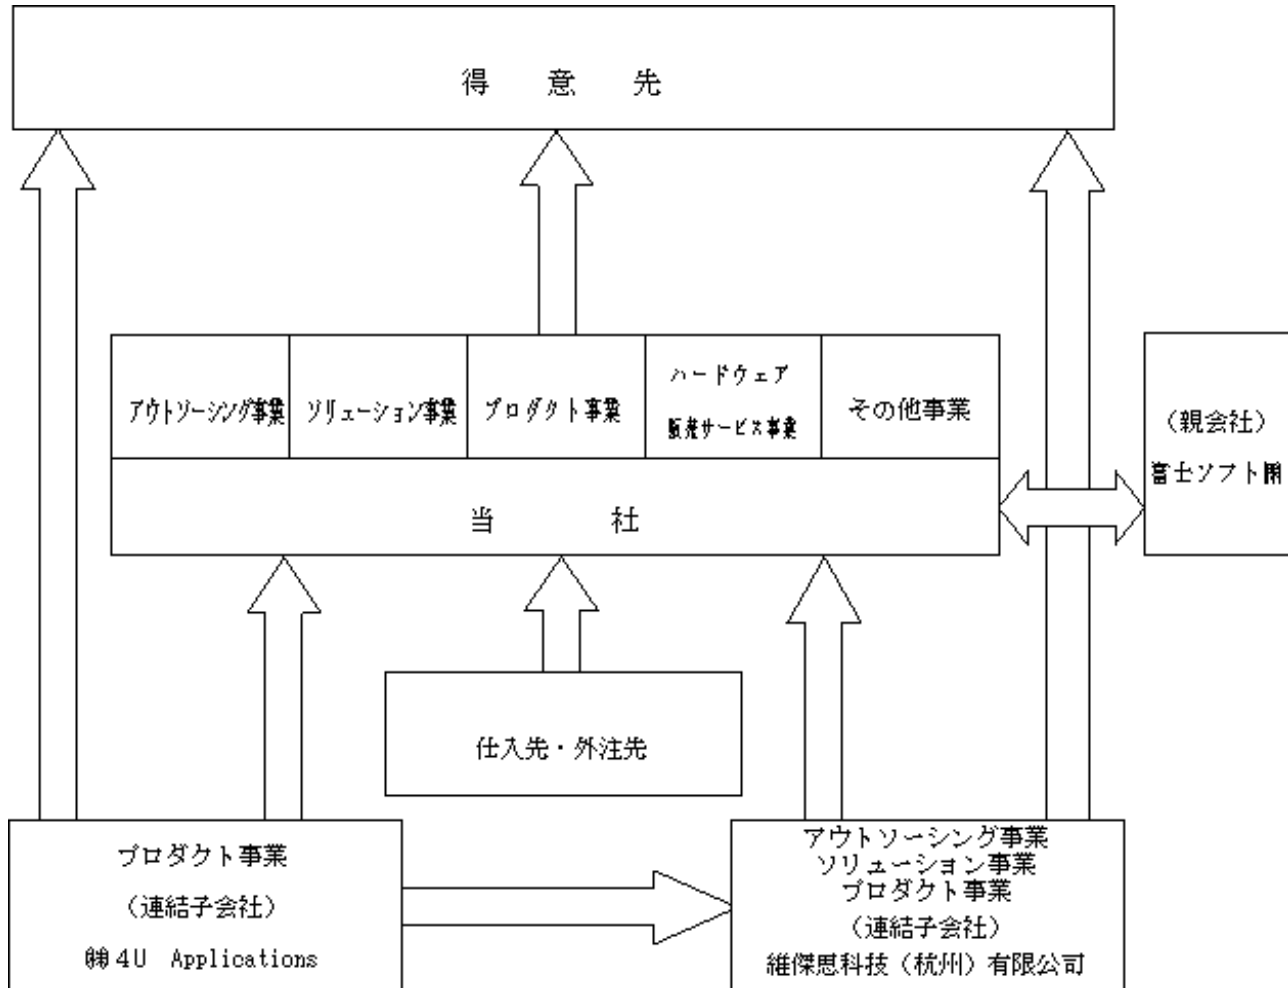 得意先
アウトソーシング事業
ソリューション事業
プロダクト事業
ハードウェア
販売サービス事業
その他事業
当社
（親会社）
富士ソフト㈱
仕入先・外注先
プロダクト事業
（連結子会社）
㈱4U Applications
アウトソーシング事業
ソリューション事業
プロダクト事業
（連結子会社）
維傑思科技（杭州）有限公司